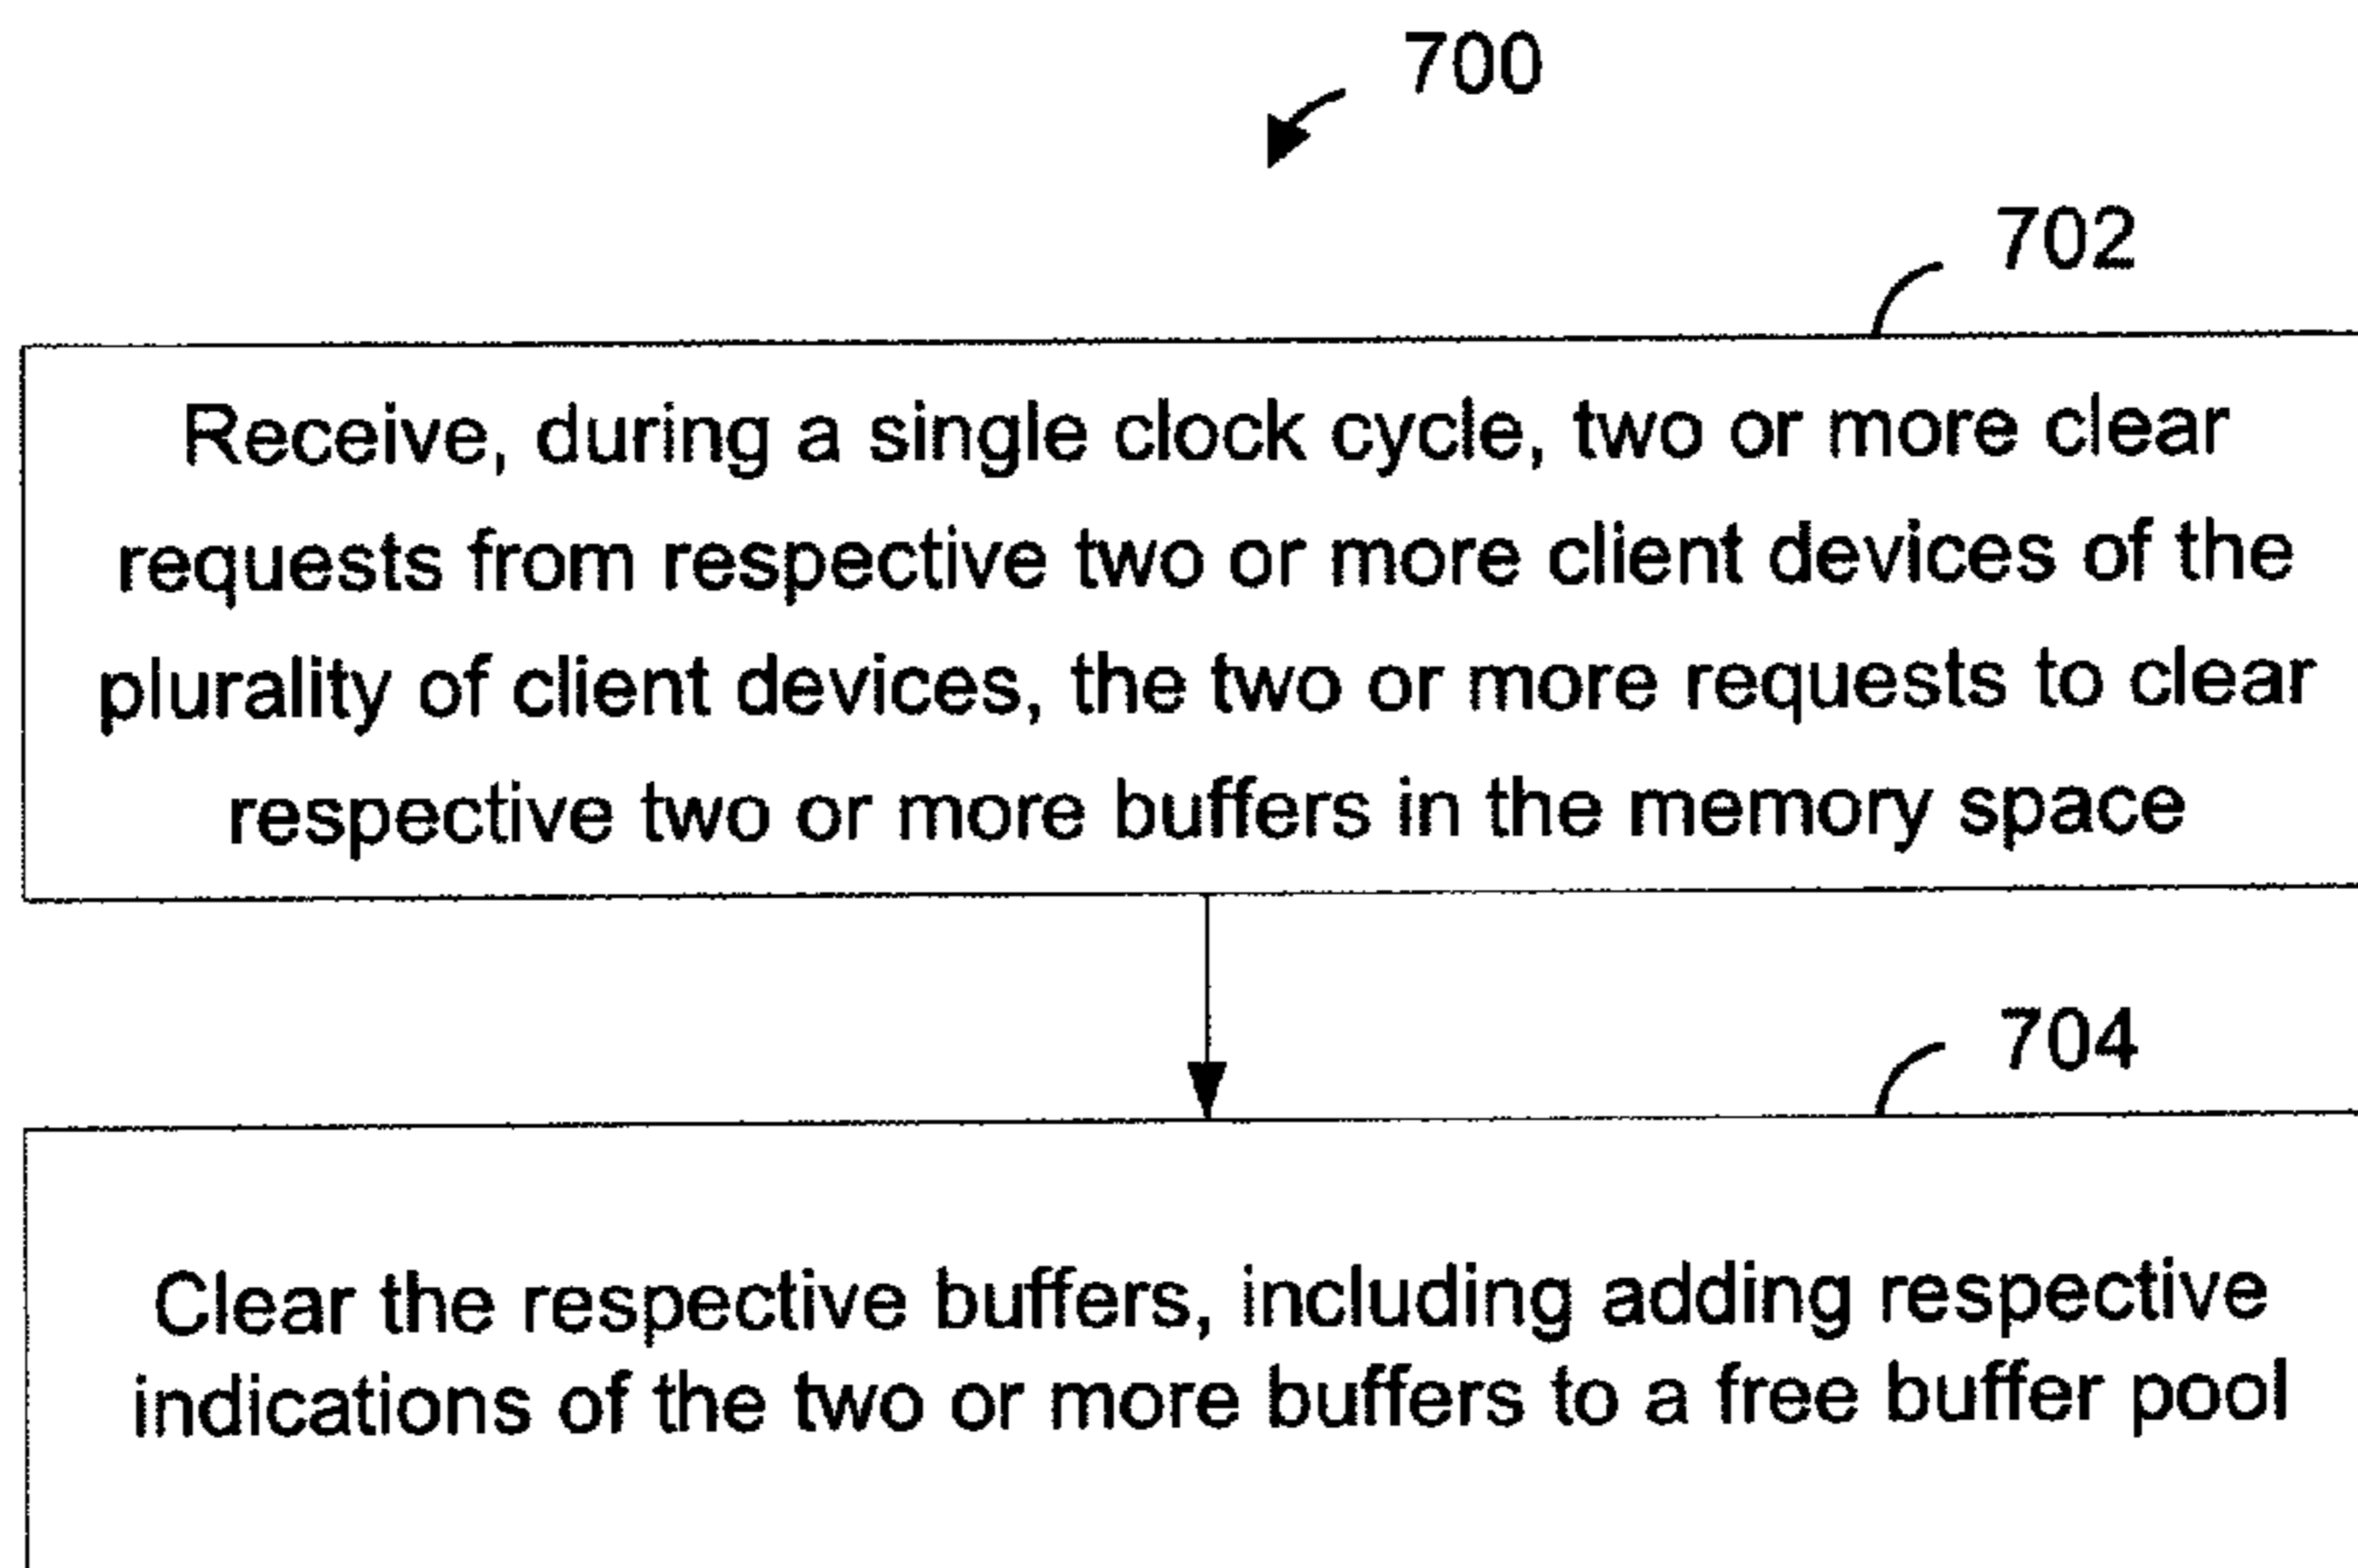 700
702
Receive, during a single clock cycle, two or more clear
requests from respective two or more client devices of the
plurality of client devices, the two or more requests to clear
respective two or more buffers in the memory space
704
Clear the respective buffers, including adding respective
indications of the two or more buffers to a free buffer pool